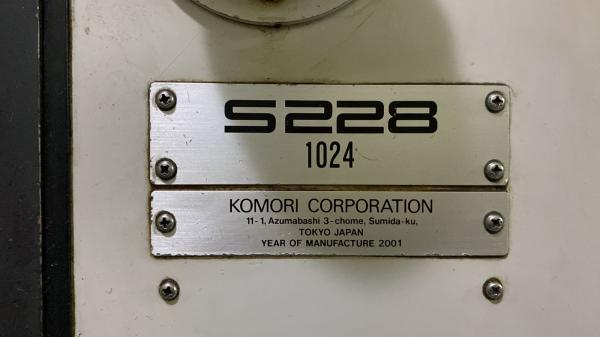 S228
1024
KOMORI CORPORATION
11-1, Azumabashi 3-chome, Sumida-ku,
TOKYO JAPAN
YEAR OF MANUFACTURE 2001